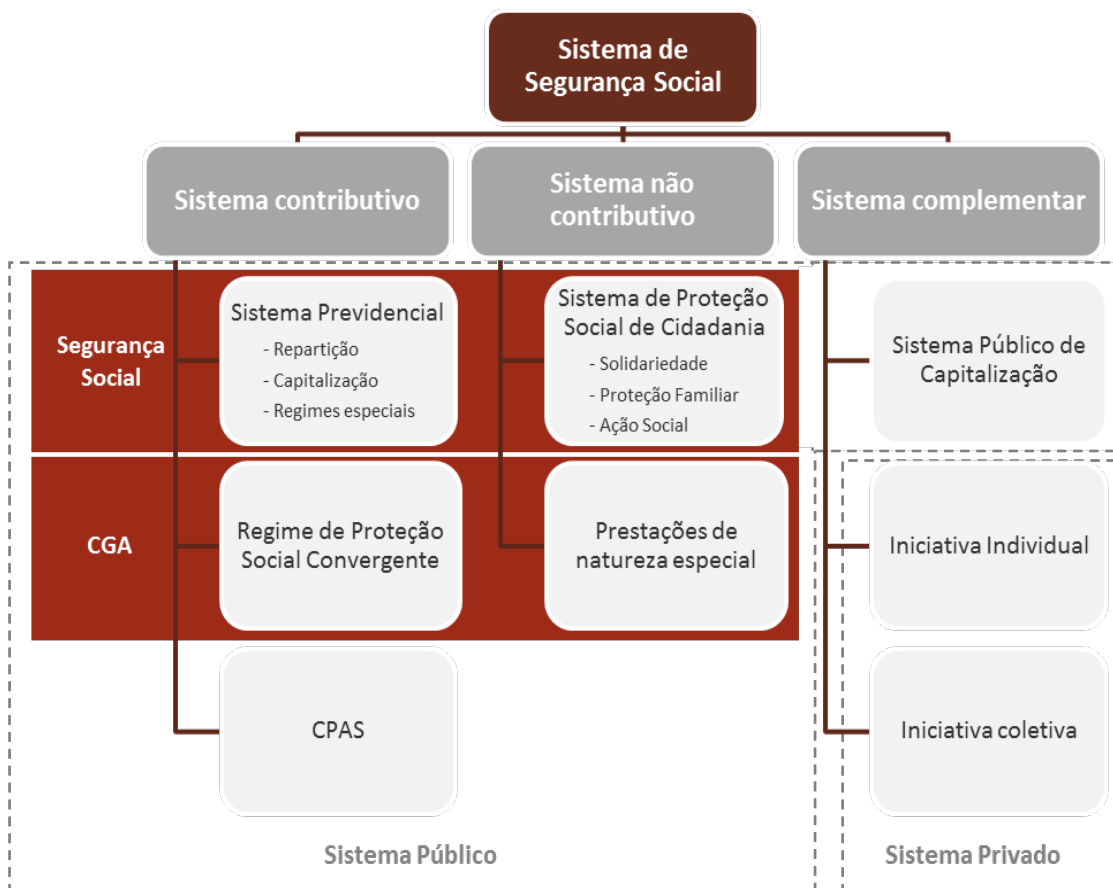 Sistema de
Segurança Social
Sistema contributivo
Sistema não
contributivo
Sistema complementar
Segurança
Social
Sistema Previdencial
- Repartição
- Capitalização
- Regimes especiais
Sistema de Proteção
Social de Cidadania
- Solidariedade
- Proteção Familiar
- Ação Social
Sistema Público de
Capitalização
CGA
Regime de Proteção
Social Convergente
Prestações de
natureza especial
Iniciativa Individual
CPAS
Iniciativa coletiva
Sistema Público
Sistema Privado